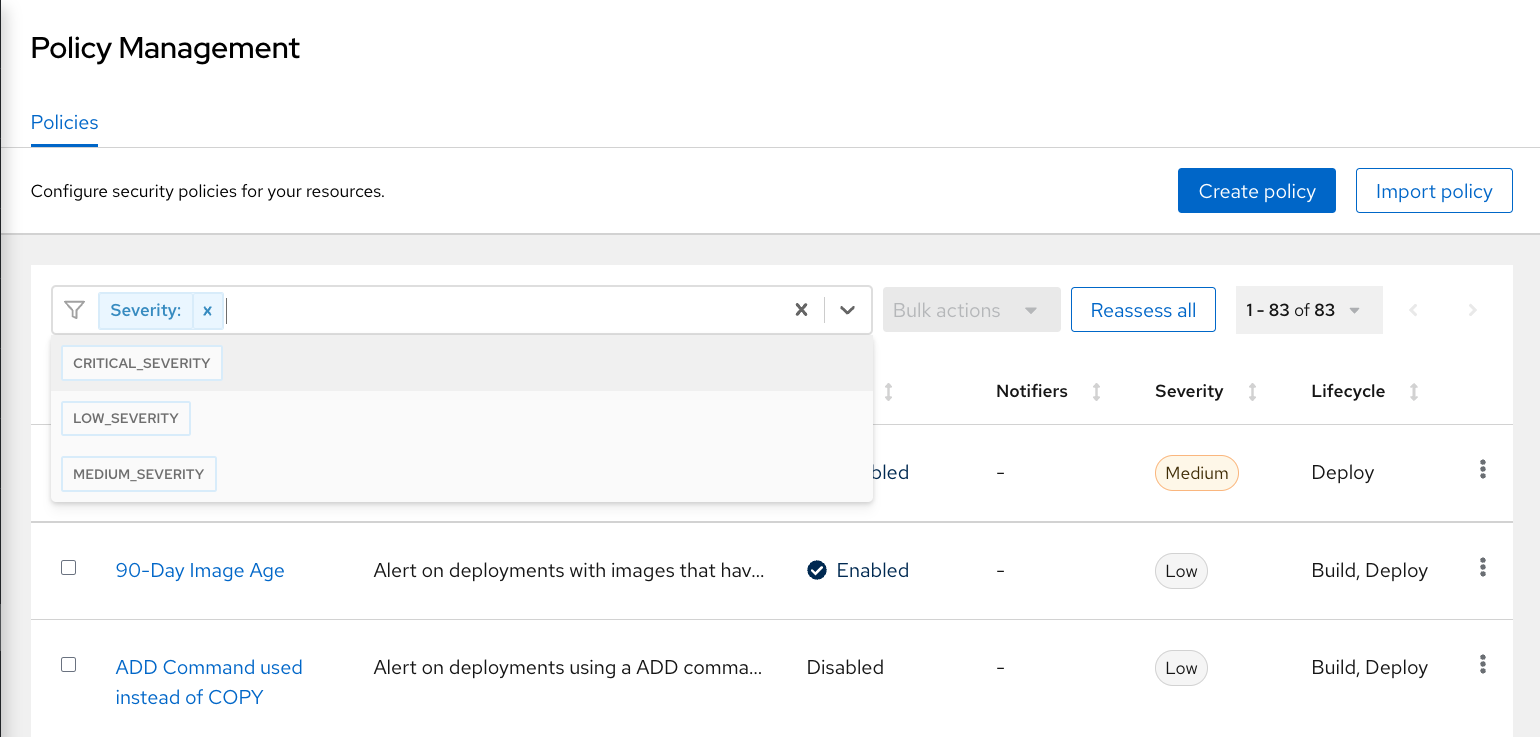 Policy Management
Policies
Configure security policies for your resources.
Create policy
Import policy
Severity: x
Bulk actions
Reassess all
1 - 83 of 83
CRITICAL_SEVERITY
LOW_SEVERITY
MEDIUM_SEVERITY
Notifiers Severity Lifecycle
bled - Medium Deploy
90-Day Image Age Alert on deployments with images that hav... Enabled - Low Build, Deploy
ADD Command used Alert on deployments using a ADD comma... Disabled - Low Build, Deploy
instead of COPY